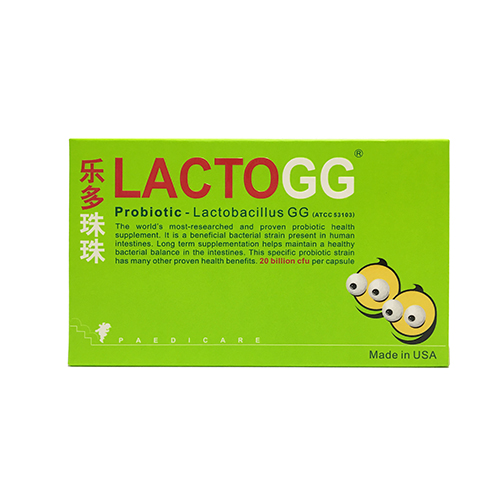 乐多珠珠
LACTOGG®
Probiotic - Lactobacillus GG (ATCC 53103)
The world's most-researched and proven probiotic health
supplement. It is a beneficial bacterial strain present in human
intestines. Long term supplementation helps maintain a healthy
bacterial balance in the intestines. This specific probiotic strain
has many other proven health benefits. 20 billion cfu per capsule
PAEDICARE
Made in USA